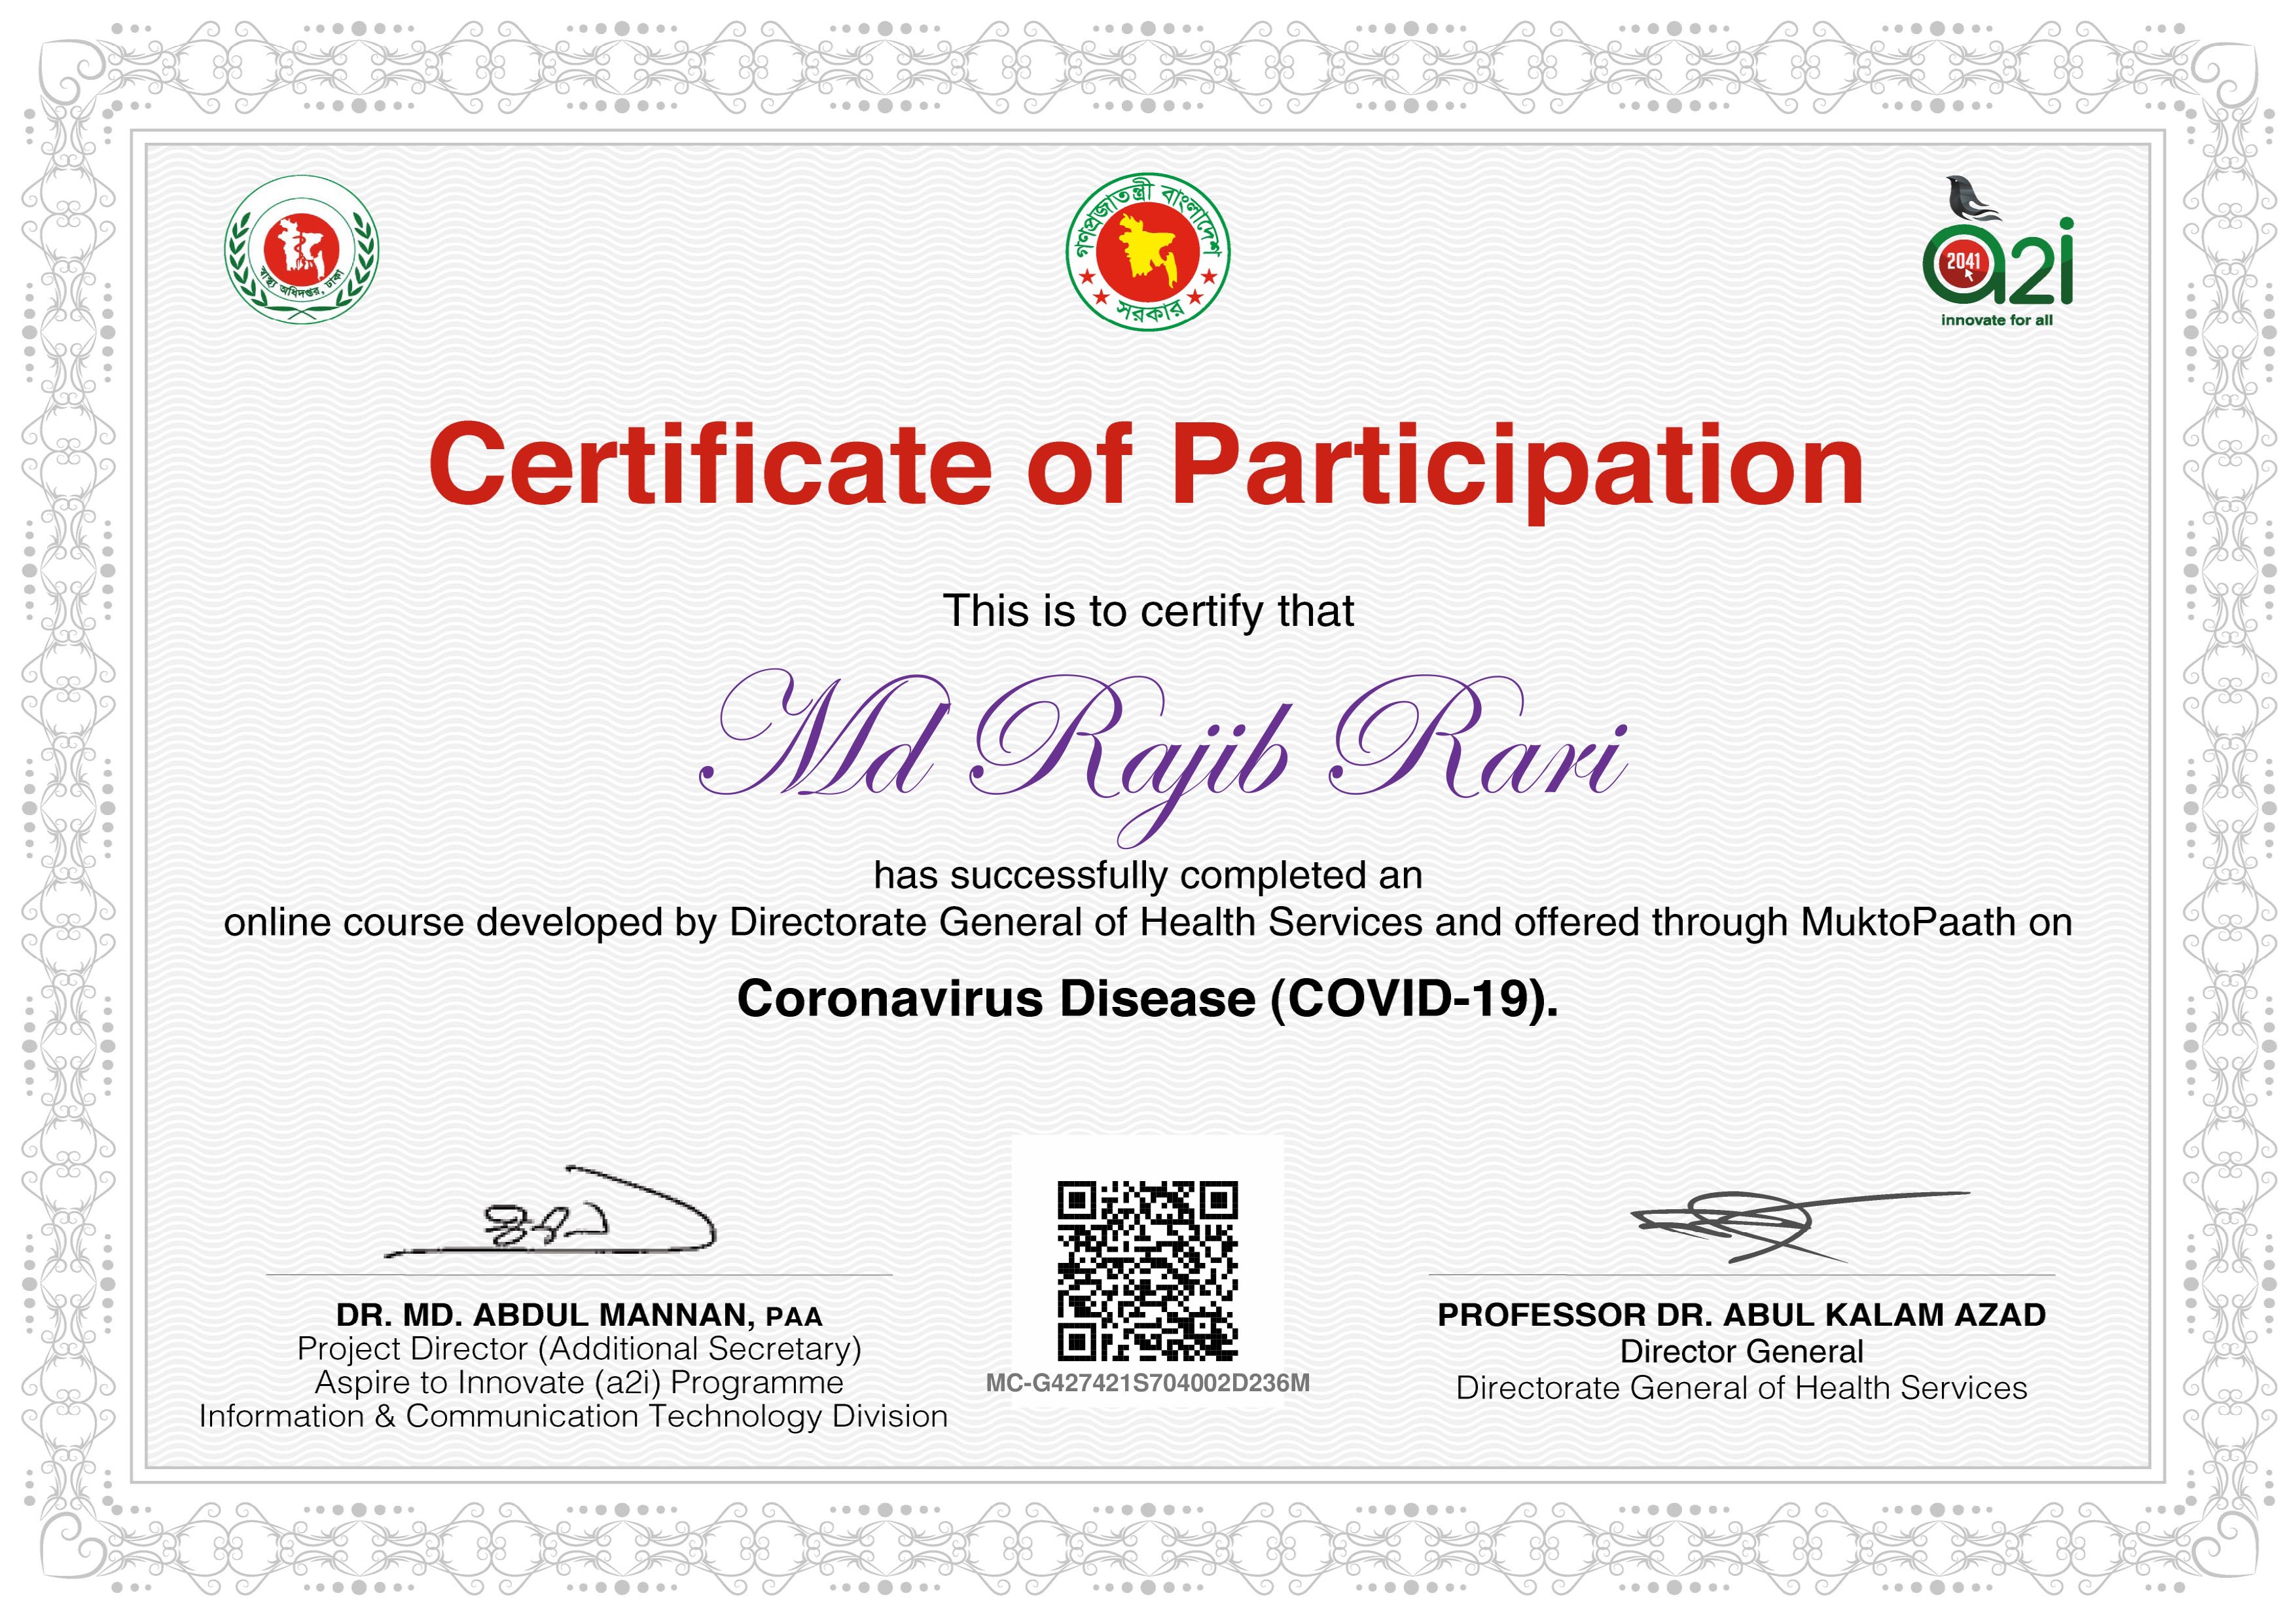 স্বাস্থ্য অধিদপ্তর, ঢাকা
গণপ্রজাতন্ত্রী বাংলাদেশ
সরকার
2041
a2i
innovate for all
Certificate of Participation
This is to certify that
Md Rajib Rari
has successfully completed an
online course developed by Directorate General of Health Services and offered through MuktoPaath on
Coronavirus Disease (COVID-19).
DR. MD. ABDUL MANNAN, PAA
Project Director (Additional Secretary)
Aspire to Innovate (a2i) Programme
Information & Communication Technology Division
MC-G427421S704002D236M
PROFESSOR DR. ABUL KALAM AZAD
Director General
Directorate General of Health Services